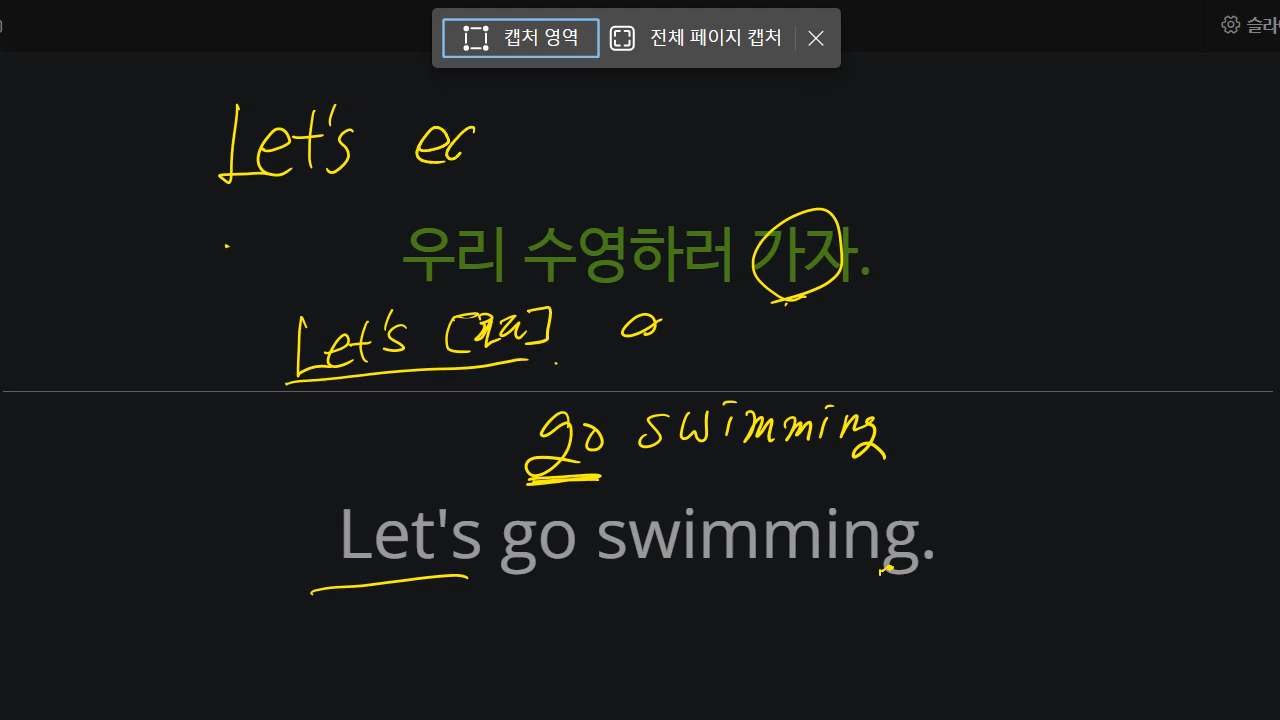 캡처 영역 전체 페이지 캡처
Let's
우리 수영하러 가자.
Let's
go swimming
Let's go swimming.